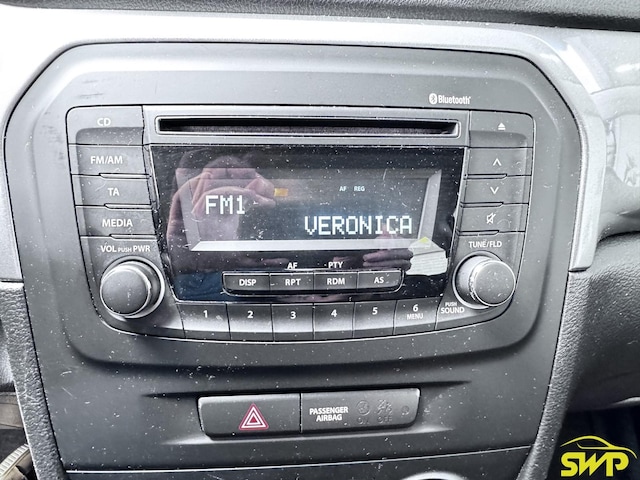 Bluetooth
CD
FM/AM
TA
MEDIA
VOL PUSH PWR
AF REG
FM1
VERONICA
TUNE/FLD
AF PTY
DISP RPT RDM AS
1 2 3 4 5 6
MENU
PUSH
SOUND
PASSENGER
AIRBAG
SWP